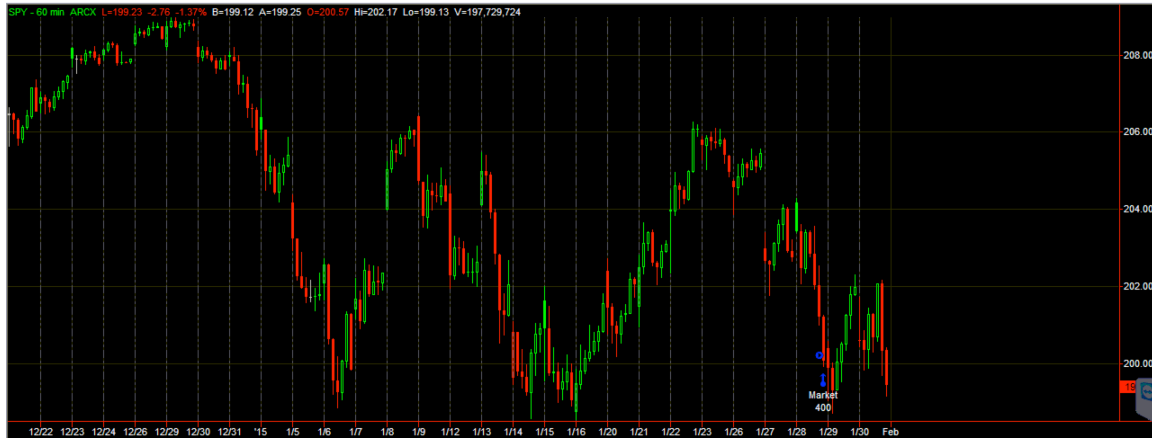 SPY - 60 min ARCX L=199.23 -2.76 -1.37% B=199.12 A=199.25 O=200.57 Hi=202.17 Lo=199.13 V=197,729,724
208.00
206.00
204.00
202.00
200.00
19
Market
400
12/22 12/23 12/24 12/26 12/29 12/30 12/31 '15 1/5 1/6 1/7 1/8 1/9 1/12 1/13 1/14 1/15 1/16 1/20 1/21 1/22 1/23 1/26 1/27 1/28 1/29 1/30 Feb